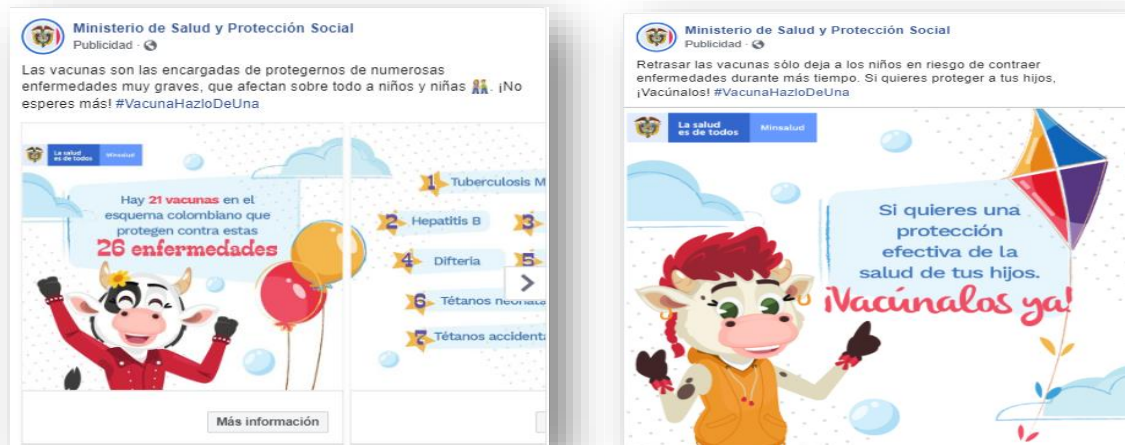 Ministerio de Salud y Protección Social
Publicidad ·
Las vacunas son las encargadas de protegernos de numerosas
enfermedades muy graves, que afectan sobre todo a niños y niñas. ¡No
esperes más! #VacunaHazloDeUna
La salud
es de todos
Minsalud
Hay 21 vacunas en el
esquema colombiano que
protegen contra estas
26 enfermedades
1 Tuberculosis M
2 Hepatitis B
3
4 Difteria
5
6 Tétanos neonata
7 Tétanos accidenta
Más información
Ministerio de Salud y Protección Social
Publicidad ·
Retrasar las vacunas sólo deja a los niños en riesgo de contraer
enfermedades durante más tiempo. Si quieres proteger a tus hijos,
¡Vacúnalos! #VacunaHazloDeUna
La salud
es de todos
Minsalud
Si quieres una
protección
efectiva de la
salud de tus hijos.
¡Vacúnalos ya!